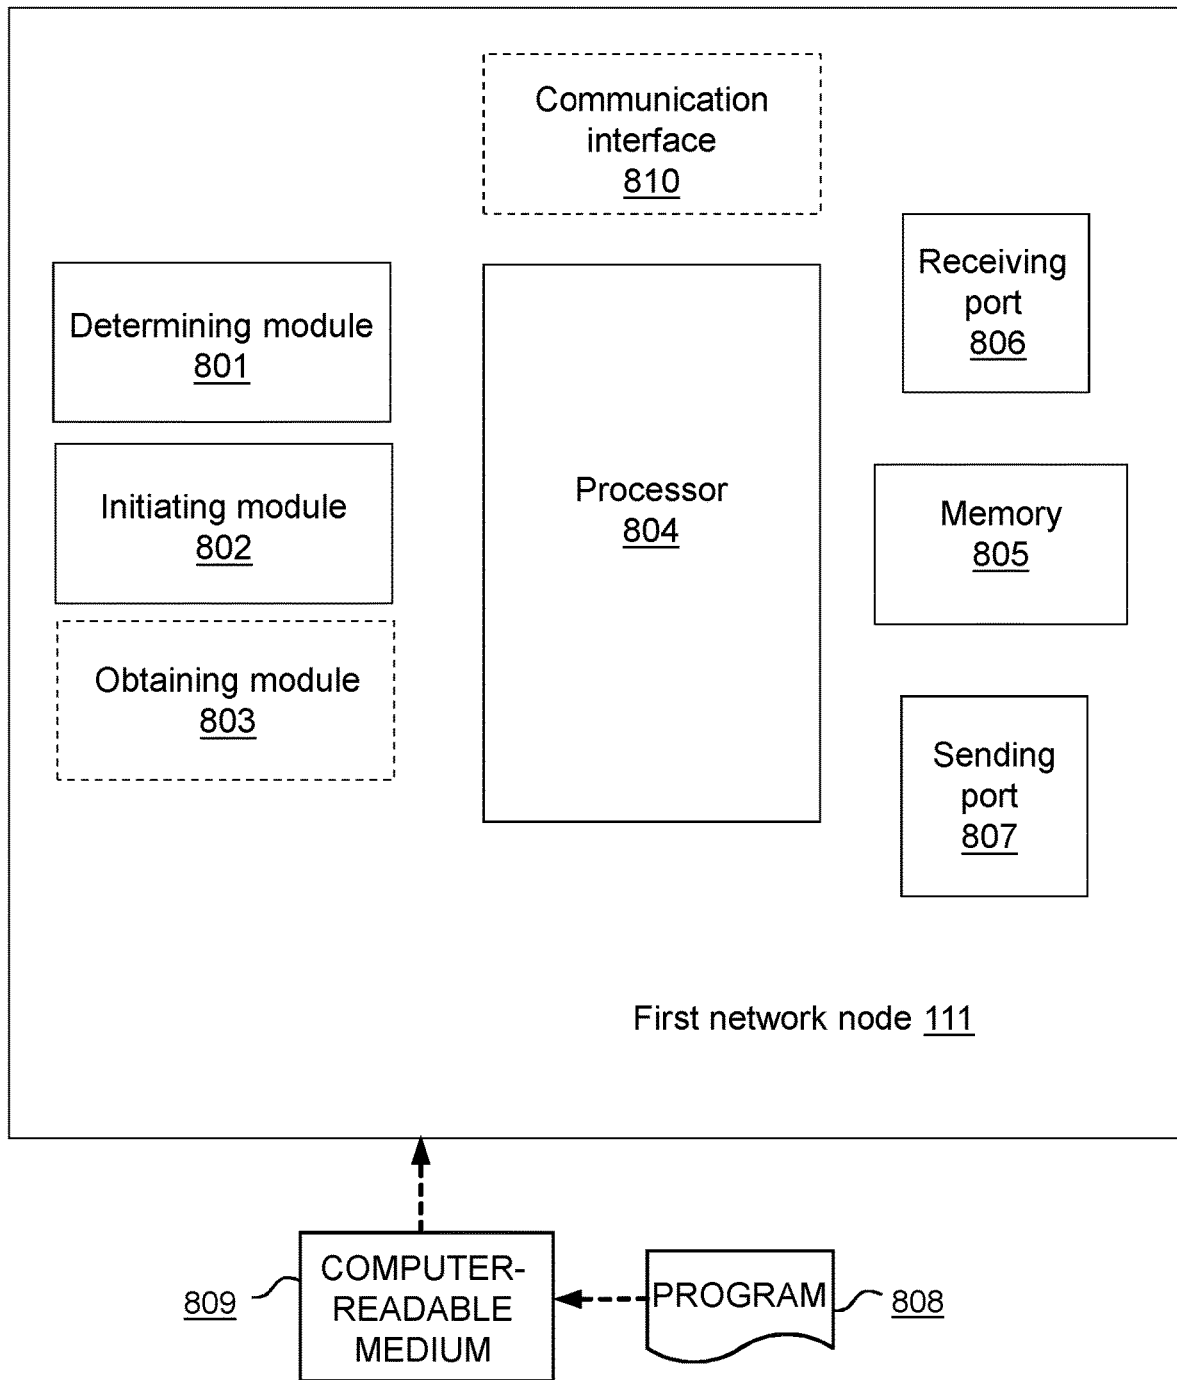 Communication
interface
810
Determining module
801
Initiating module
802
Obtaining module
803
Processor
804
Receiving
port
806
Memory
805
Sending
port
807
First network node 111
809
COMPUTER-
READABLE
MEDIUM
PROGRAM
808